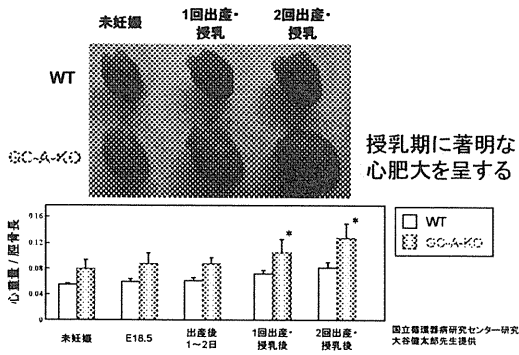 未妊娠
1回出産・
授乳
2回出産・
授乳
WT
GC-A-KO
授乳期に著明な
心肥大を呈する
心重量 / 脛骨長
0.16
0.12
0.08
0.04
0
*
*
WT
GC-A-KO
未妊娠
E18.5
出産後
1～2日
1回出産・
授乳後
2回出産・
授乳後
国立循環器病研究センター研究
大谷健太郎先生提供